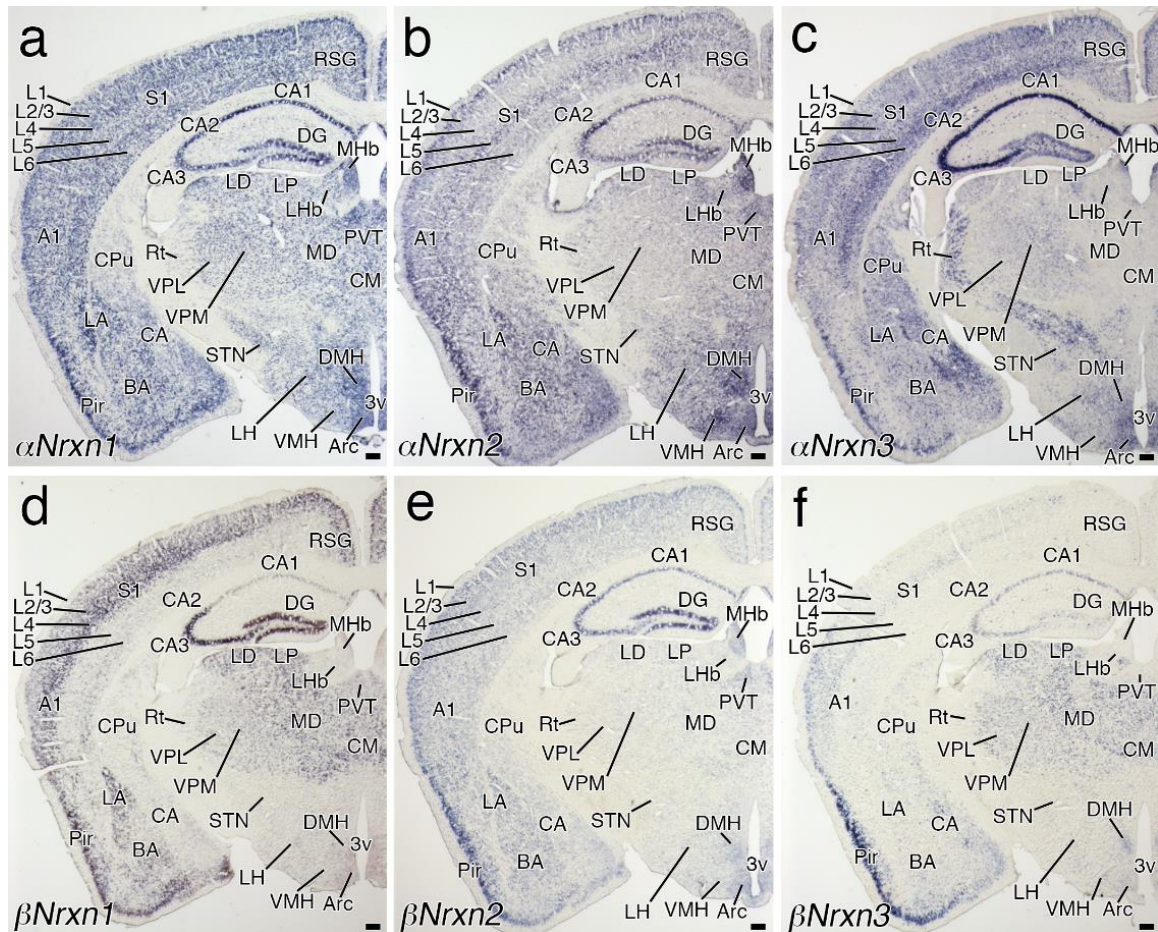 a
RSG
CA1
L1
L2/3
L4
L5
L6
S1
CA2
DG
MHb
CA3
LD
LP
LHb
A1
Rt
PVT
MD
CPu
VPL
CM
VPM
LA
CA
STN
DMH
BA
3v
Pir
LH
VMH
Arc
αNrxn1
b
RSG
CA1
L1
L2/3
L4
L5
L6
S1
CA2
DG
MHb
CA3
LD
LP
LHb
PVT
A1
Rt
MD
CPu
VPL
CM
VPM
LA
CA
STN
DMH
BA
3v
Pir
LH
VMH
Arc
αNrxn2
c
RSG
CA1
L1
L2/3
L4
L5
L6
S1
CA2
DG
MHb
CA3
LD
LP
LHb
PVT
A1
Rt
MD
CPu
VPL
CM
VPM
LA
CA
STN
DMH
BA
3v
Pir
LH
VMH
Arc
αNrxn3
d
RSG
CA1
L1
L2/3
L4
L5
L6
S1
CA2
DG
MHb
CA3
LD
LP
LHb
PVT
A1
Rt
MD
CPu
VPL
CM
VPM
LA
CA
STN
DMH
Pir
BA
3v
LH
VMH
Arc
βNrxn1
e
RSG
CA1
L1
L2/3
L4
L5
L6
S1
CA2
DG
MHb
CA3
LD
LP
LHb
PVT
A1
Rt
MD
CPu
VPL
CM
VPM
LA
CA
STN
DMH
Pir
BA
3v
LH
VMH
Arc
βNrxn2
f
RSG
CA1
L1
L2/3
L4
L5
L6
S1
CA2
DG
MHb
CA3
LD
LP
LHb
PVT
A1
Rt
MD
CPu
VPL
CM
VPM
LA
CA
STN
DMH
Pir
BA
3v
LH
VMH
Arc
βNrxn3